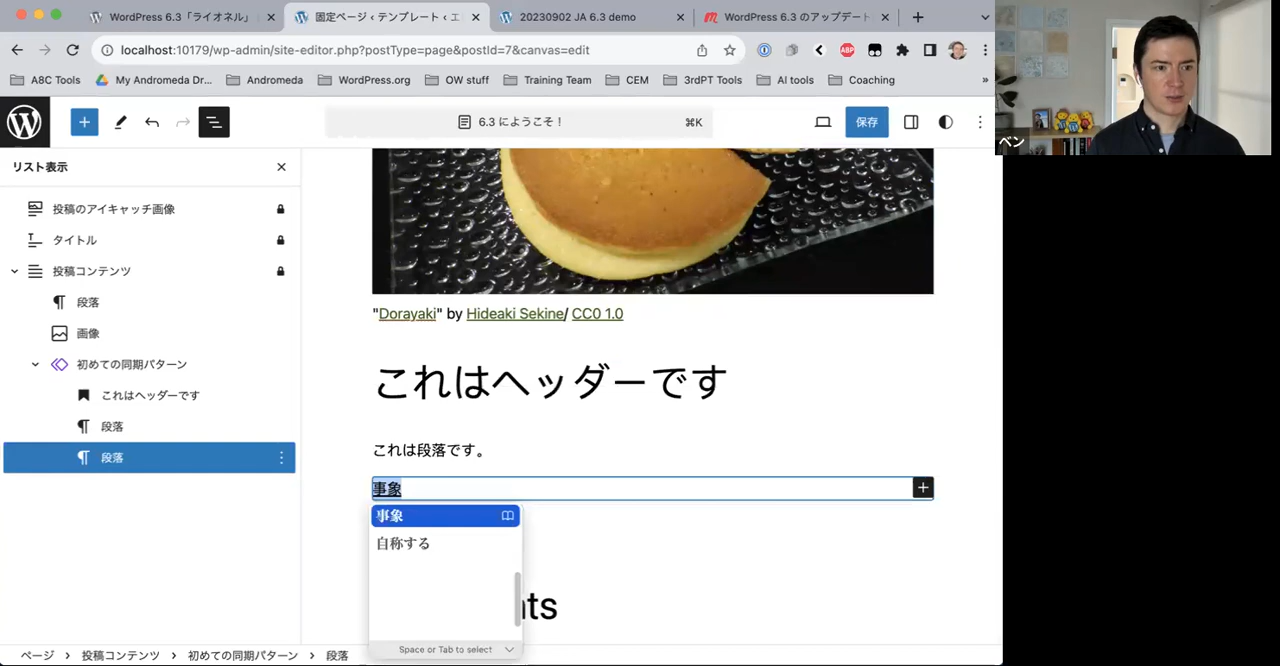 WordPress 6.3「ライオネル」
固定ページ ‹ テンプレート ‹ エ
20230902 JA 6.3 demo
WordPress 6.3 のアップデート
localhost:10179/wp-admin/site-editor.php?postType=page&postId=7&canvas=edit
ABP
A8C Tools
My Andromeda Dr...
Andromeda
WordPress.org
OW stuff
Training Team
CEM
3rdPT Tools
AI tools
Coaching
»
6.3 にようこそ！
⌘K
保存
ベン
リスト表示
投稿のアイキャッチ画像
タイトル
投稿コンテンツ
段落
画像
初めての同期パターン
これはヘッダーです
段落
段落
"Dorayaki" by Hideaki Sekine/ CC0 1.0
これはヘッダーです
これは段落です。
事象
事象
自称する
nts
Space or Tab to select
ページ › 投稿コンテンツ › 初めての同期パターン › 段落